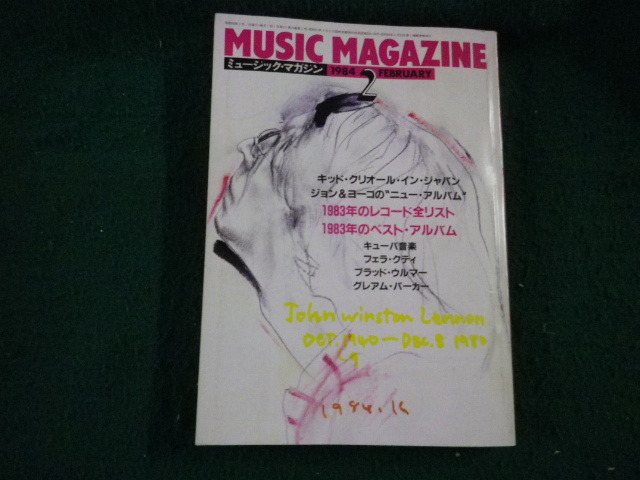 MUSIC MAGAZINE
ミュージック・マガジン 1984 2 FEBRUARY
キッド・クリオール・イン・ジャパン
ジョン&ヨーコの"ニュー・アルバム"
1983年のレコード全リスト
1983年のベスト・アルバム
キューバ音楽
フェラ・クティ
ブラッド・ウルマー
グレアム・パーカー
John winston Lennon
OCT. 1940—DEC. 8 1980
9